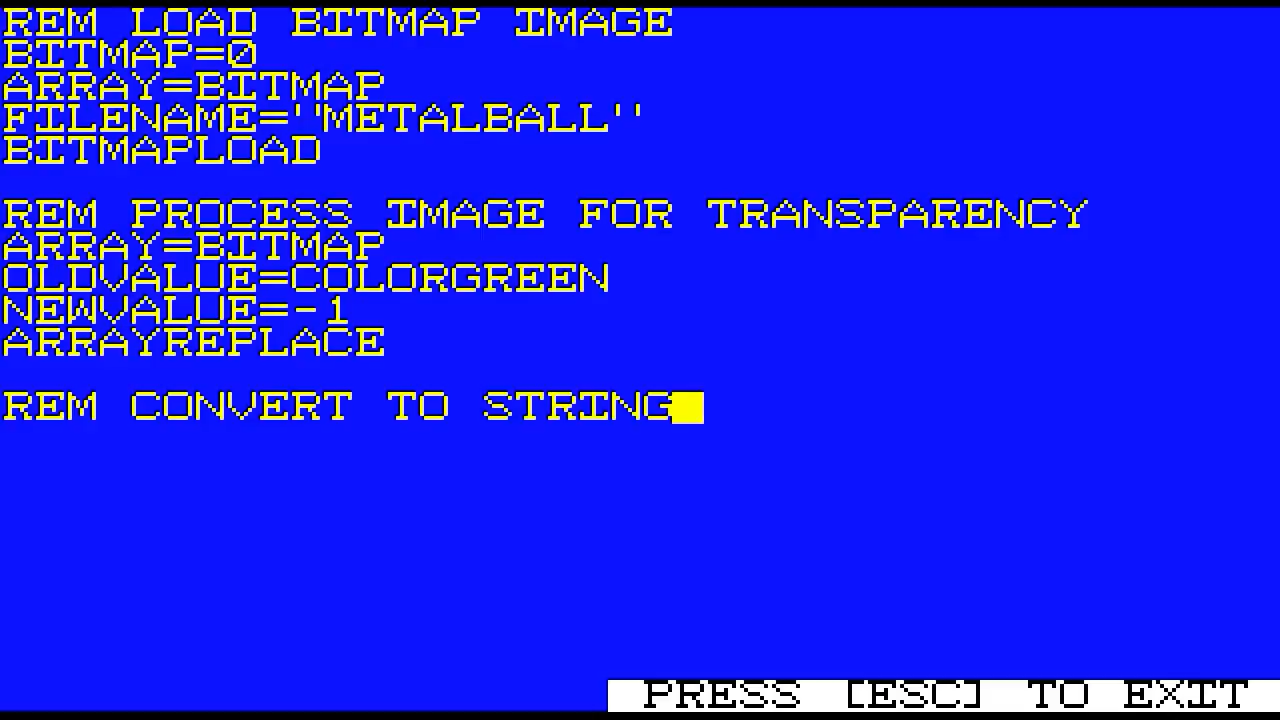 REM LOAD BITMAP IMAGE
BITMAP=0
ARRAY=BITMAP
FILENAME="METALBALL"
BITMAPLOAD
REM PROCESS IMAGE FOR TRANSPARENCY
ARRAY=BITMAP
OLDVALUE=COLORGREEN
NEWVALUE=-1
ARRAYREPLACE
REM CONVERT TO STRING
PRESS [ESC] TO EXIT